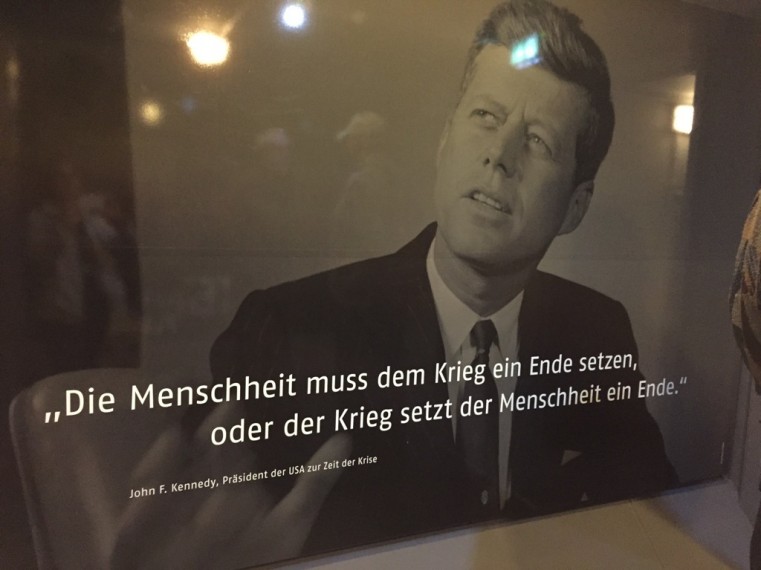 „Die Menschheit muss dem Krieg ein Ende setzen,
oder der Krieg setzt der Menschheit ein Ende.“
John F. Kennedy, Präsident der USA zur Zeit der Krise